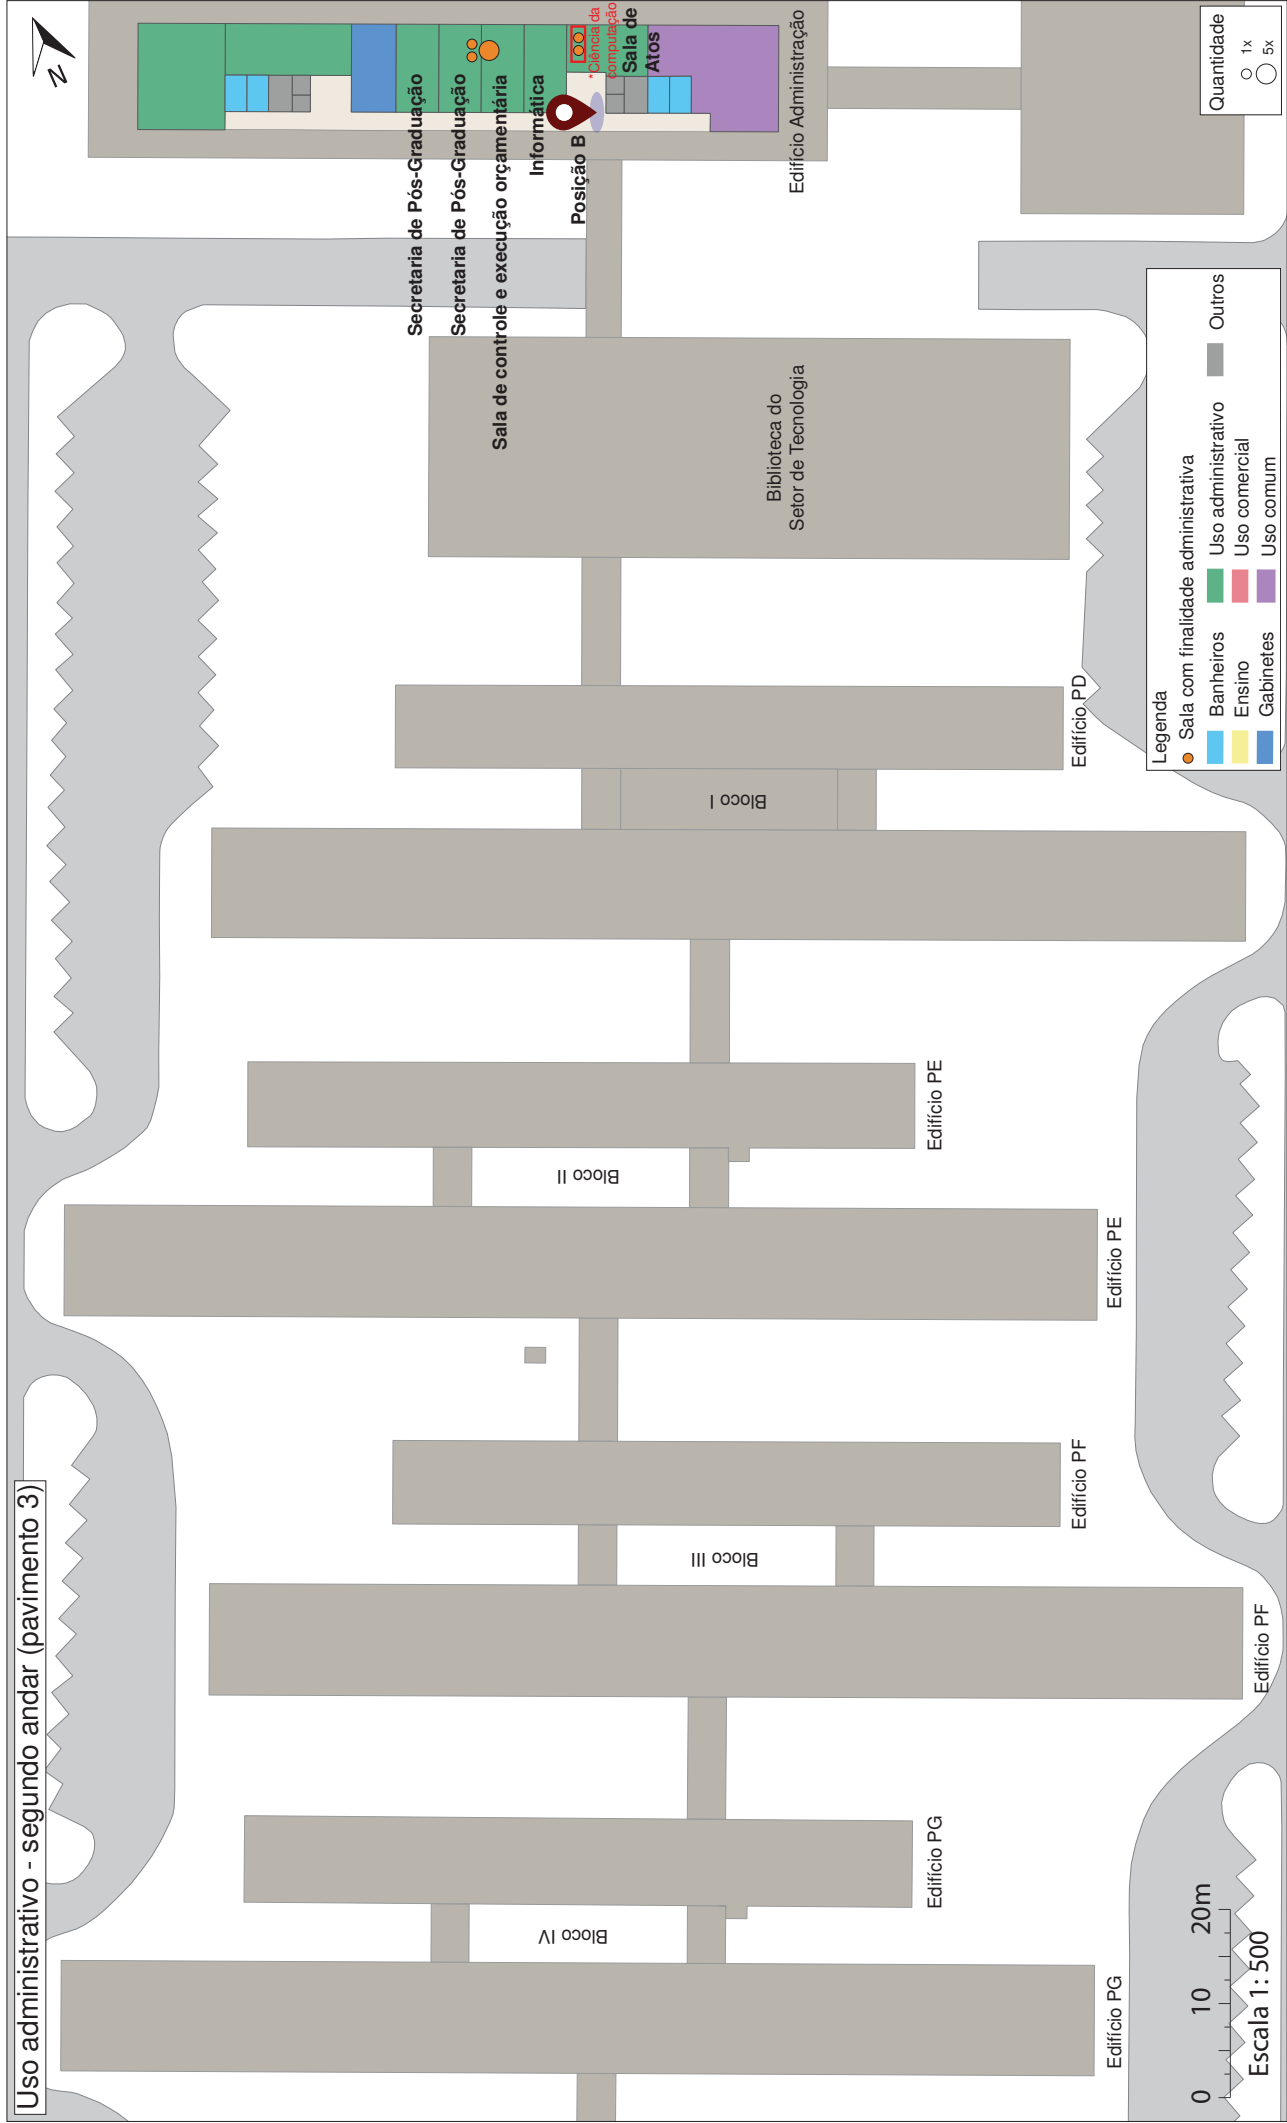 Uso administrativo - segundo andar (pavimento 3)
N
Secretaria de Pós-Graduação
Secretaria de Pós-Graduação
Sala de controle e execução orçamentária
Informática
Posição B
*Ciência da
computação
Sala de
Atos
Edifício Administração
Biblioteca do
Setor de Tecnologia
Edifício PD
Bloco I
Edifício PE
Bloco II
Edifício PE
Edifício PF
Bloco III
Edifício PF
Edifício PG
Bloco IV
Edifício PG
Quantidade
1x
5x
Legenda
Sala com finalidade administrativa
Banheiros
Uso administrativo
Outros
Ensino
Uso comercial
Gabinetes
Uso comum
0 10 20m
Escala 1: 500